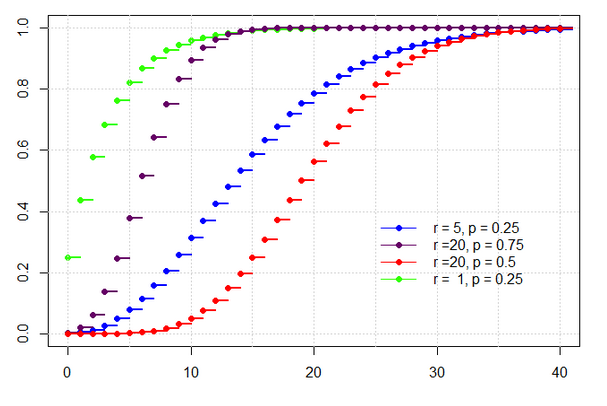 1.0
0.8
0.6
0.4
0.2
0.0
r = 5, p = 0.25
r =20, p = 0.75
r =20, p = 0.5
r =  1, p = 0.25
0 10 20 30 40